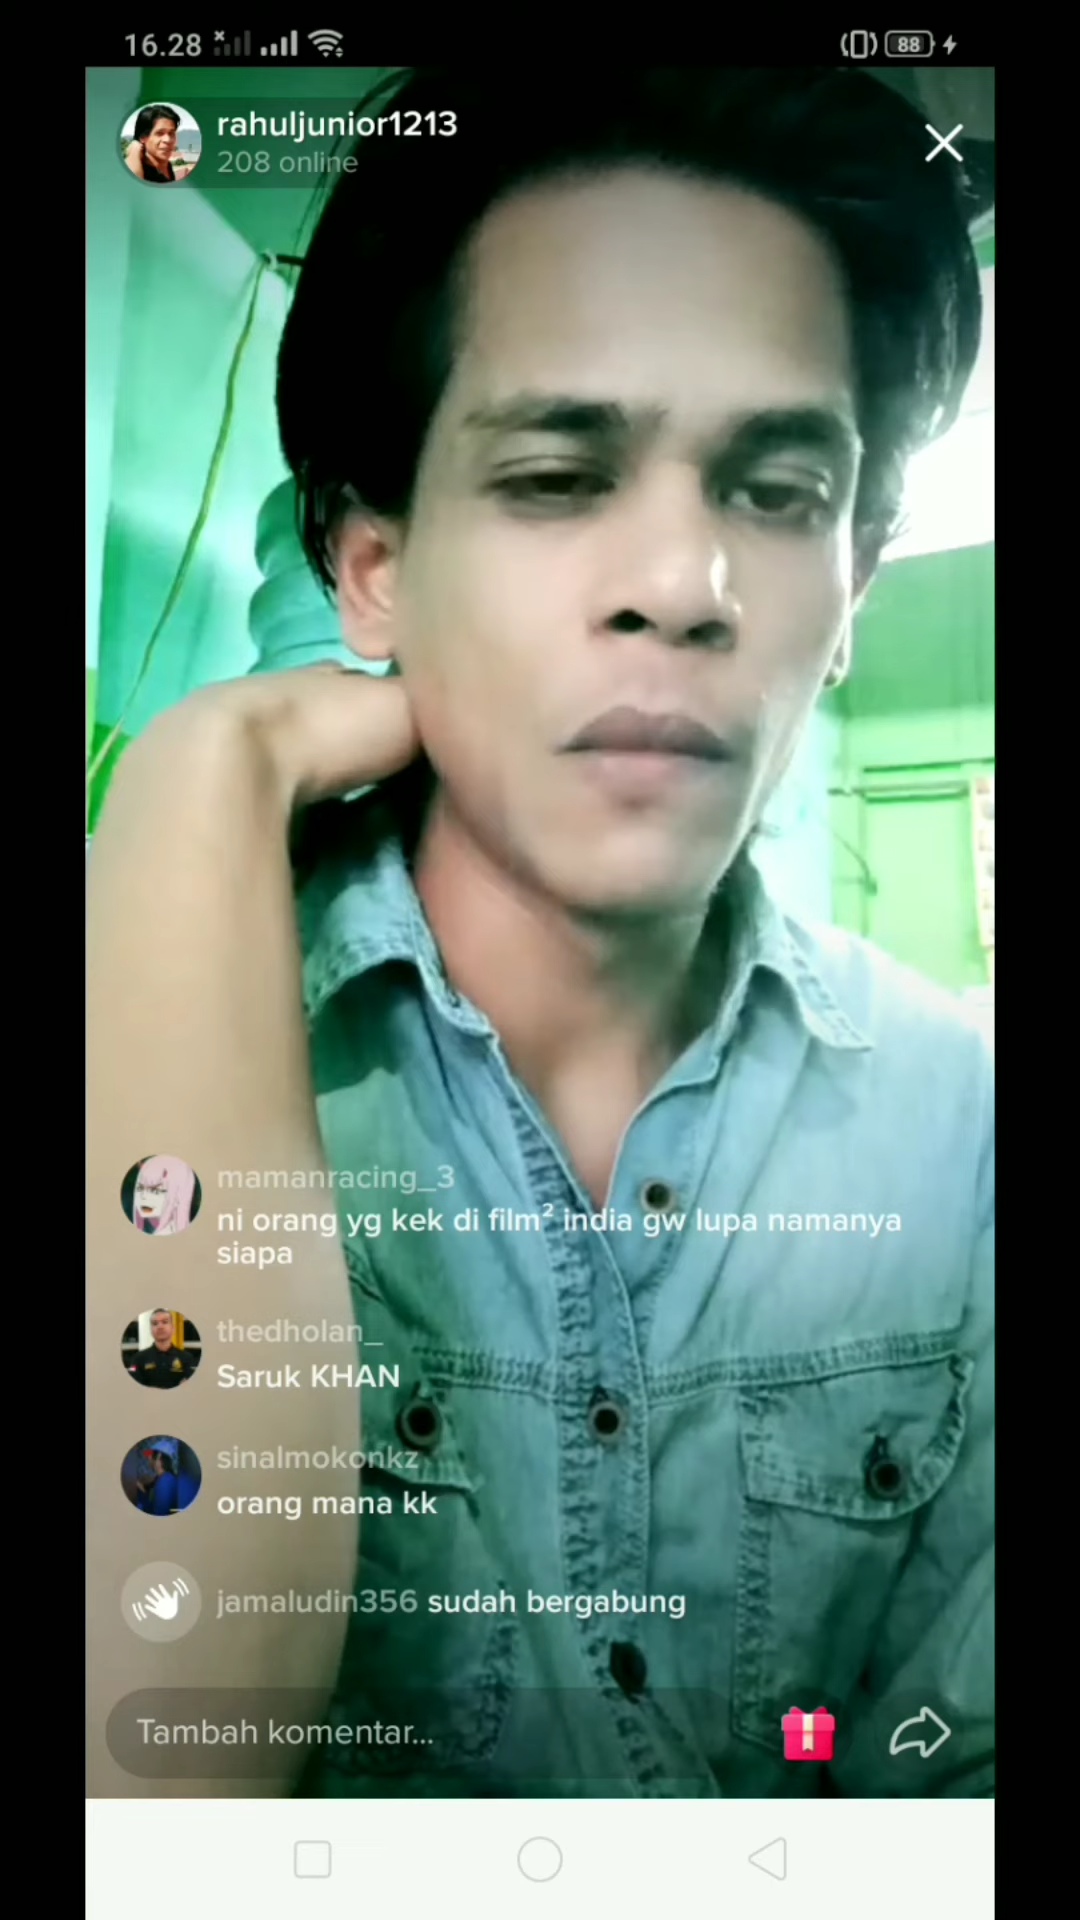 16.28
88
rahuljunior1213
208 online
mamanracing_3
ni orang yg kek di film² india gw lupa namanya
siapa
thedholan_
Saruk KHAN
sinalmokonkz
orang mana kk
jamaludin356 sudah bergabung
Tambah komentar...